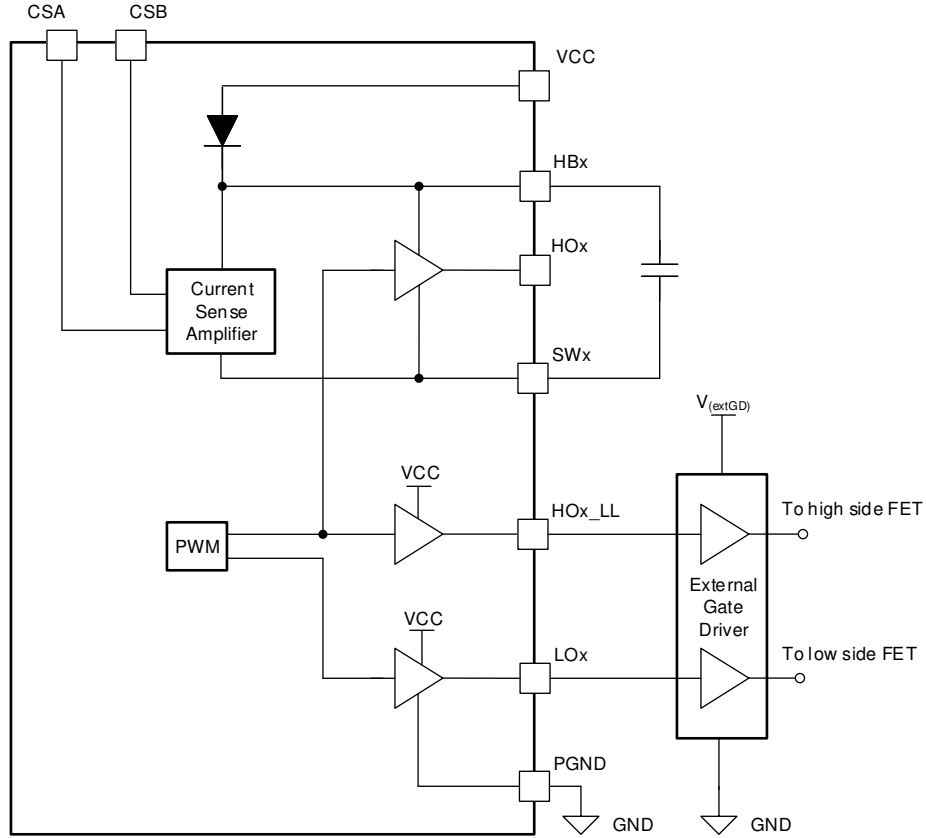 CSA
CSB
VCC
HBx
HOx
Current
Sense
Amplifier
SWx
V(extGD)
VCC
HOx_LL
To high side FET
PWM
External
Gate
Driver
VCC
LOx
To low side FET
PGND
GND
GND